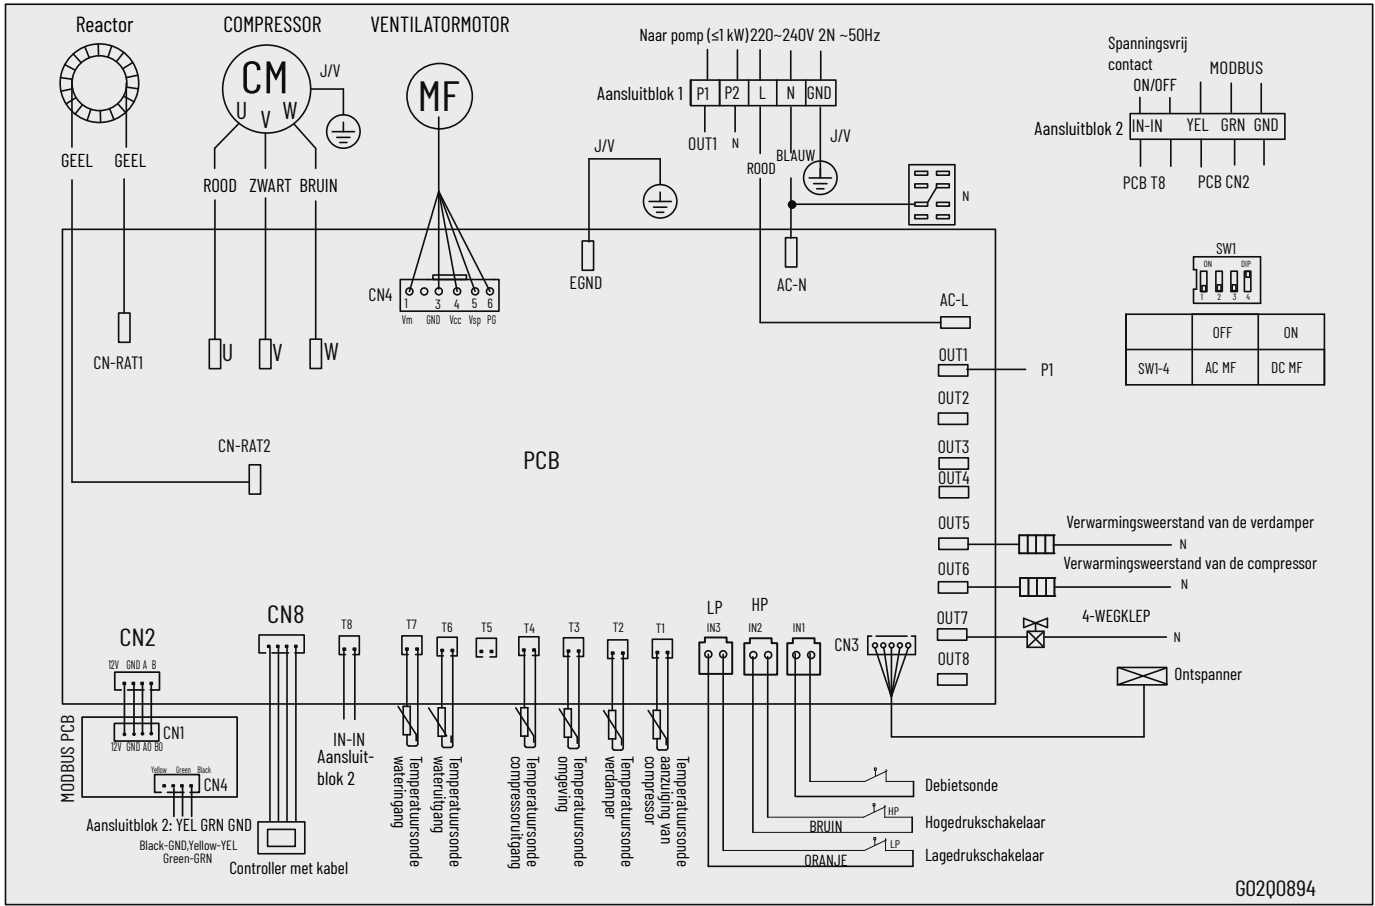 Reactor
COMPRESSOR
VENTILATORMOTOR
CM
J/V
U
V
W
MF
GEEL
GEEL
ROOD
ZWART
BRUIN
J/V
Naar pomp (≤1 kW)220~240V 2N ~50Hz
Aansluitblok 1
P1
P2
L
N
GND
OUT1
N
ROOD
BLAUW
J/V
N
Spanningsvrij
contact
ON/OFF
MODBUS
Aansluitblok 2
IN-IN
YEL
GRN
GND
PCB T8
PCB CN2
EGND
AC-N
AC-L
CN4
1
3
4
5
6
Vm
GND
Vcc
Vsp
PG
CN-RAT1
U
V
W
CN-RAT2
PCB
SW1
ON
DIP
1
2
3
4
OFF
ON
SW1-4
AC MF
DC MF
OUT1
P1
OUT2
OUT3
OUT4
OUT5
Verwarmingsweerstand van de verdamper
N
OUT6
Verwarmingsweerstand van de compressor
N
OUT7
4-WEGKLEP
N
OUT8
Ontspanner
CN3
CN2
12V GND A B
CN8
T8
T7
T6
T5
T4
T3
T2
T1
LP
IN3
HP
IN2
IN1
MODBUS PCB
CN1
12V GND A0 B0
Yellow Green Black
CN4
Aansluitblok 2: YEL GRN GND
Black-GND,Yellow-YEL
Green-GRN
Controller met kabel
IN-IN
Aansluit-
blok 2
Temperatuursonde
wateringang
Temperatuursonde
wateruitgang
Temperatuursonde
compressoruitgang
Temperatuursonde
omgeving
Temperatuursonde
verdamper
Temperatuursonde
aanzuiging van
compressor
Debietsonde
HP
BRUIN
Hogedrukschakelaar
LP
ORANJE
Lagedrukschakelaar
G02Q0894